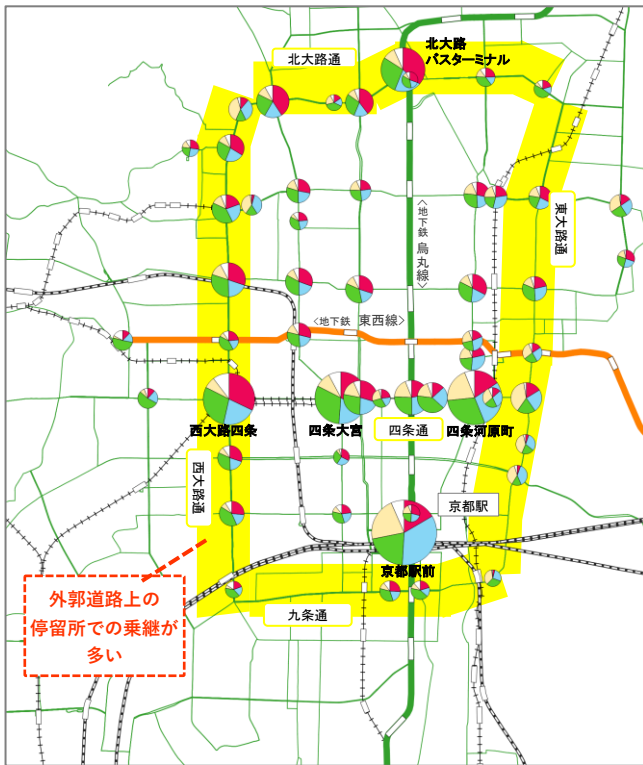 北大路
バスターミナル
北大路通
〈地下鉄 烏丸線〉
東大路通
〈地下鉄 東西線〉
西大路四条
四条大宮
四条通
四条河原町
西大路通
京都駅
京都駅前
外郭道路上の
停留所での乗継が
多い
九条通